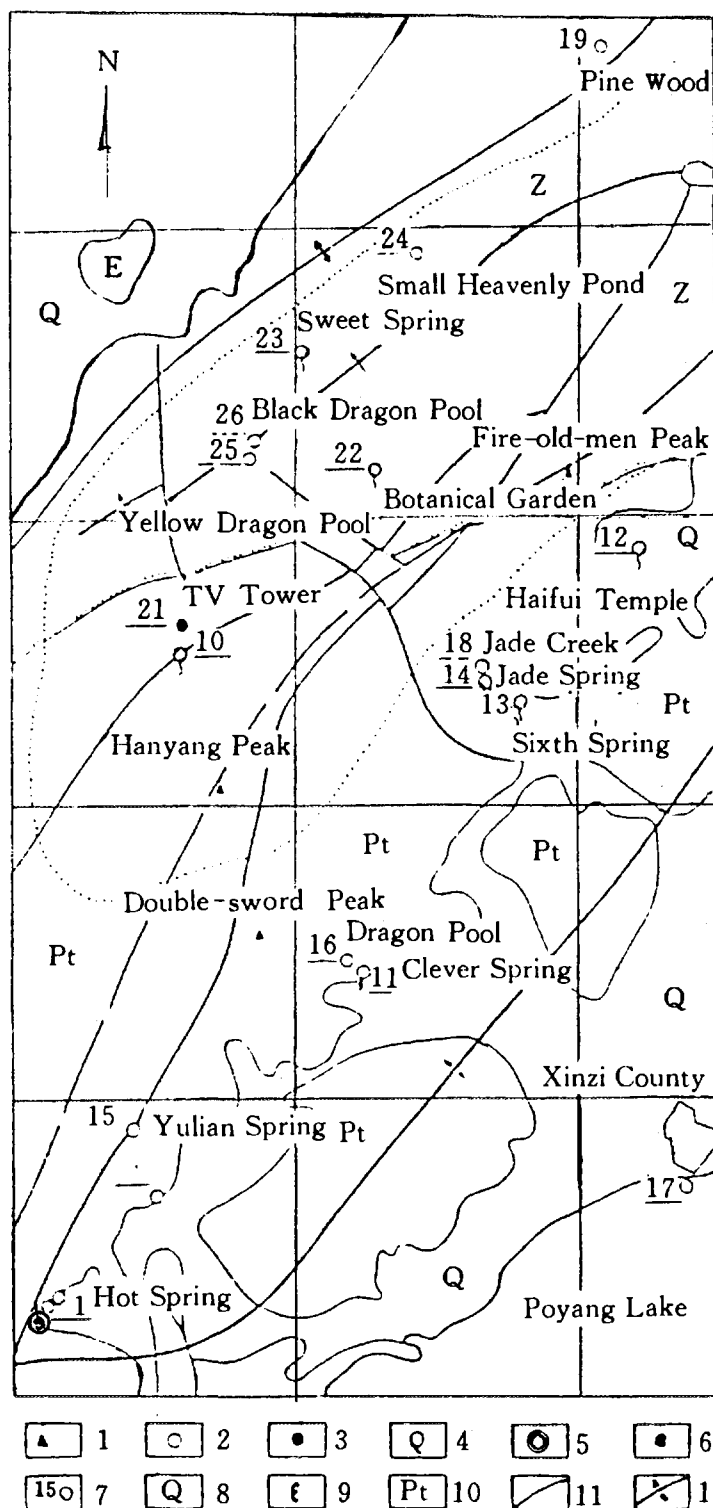 19
N
Pine Wood
Z
24
E
Small Heavenly Pond
Z
Q
Sweet Spring
23
26 Black Dragon Pool
25
Fire-old-men Peak
22
Botanical Garden
Yellow Dragon Pool
12 Q
TV Tower
Haifui Temple
21
10
18 Jade Creek
14 Jade Spring
13
Pt
Hanyang Peak
Sixth Spring
Pt
Pt
Double-sword Peak
Dragon Pool
16
Pt
11 Clever Spring
Q
Xinzi County
15
Yulian Spring Pt
17
Q
1 Hot Spring
Poyang Lake
1
2
3
Q 4
5
6
15 7
Q 8
E 9
Pt 10
11
1